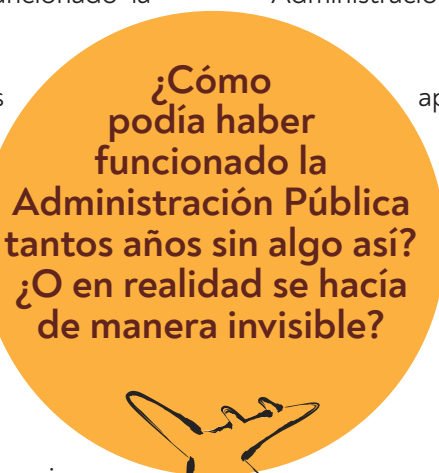 ¿Cómo
podía haber
funcionado la
Administración Pública
tantos años sin algo así?
¿O en realidad se hacía
de manera invisible?